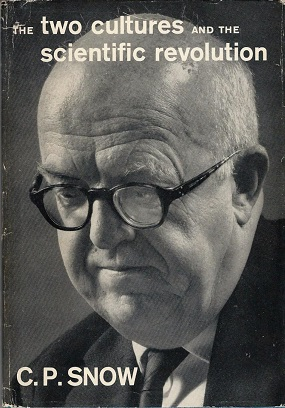 THE two cultures AND THE
scientific revolution
C.P. SNOW